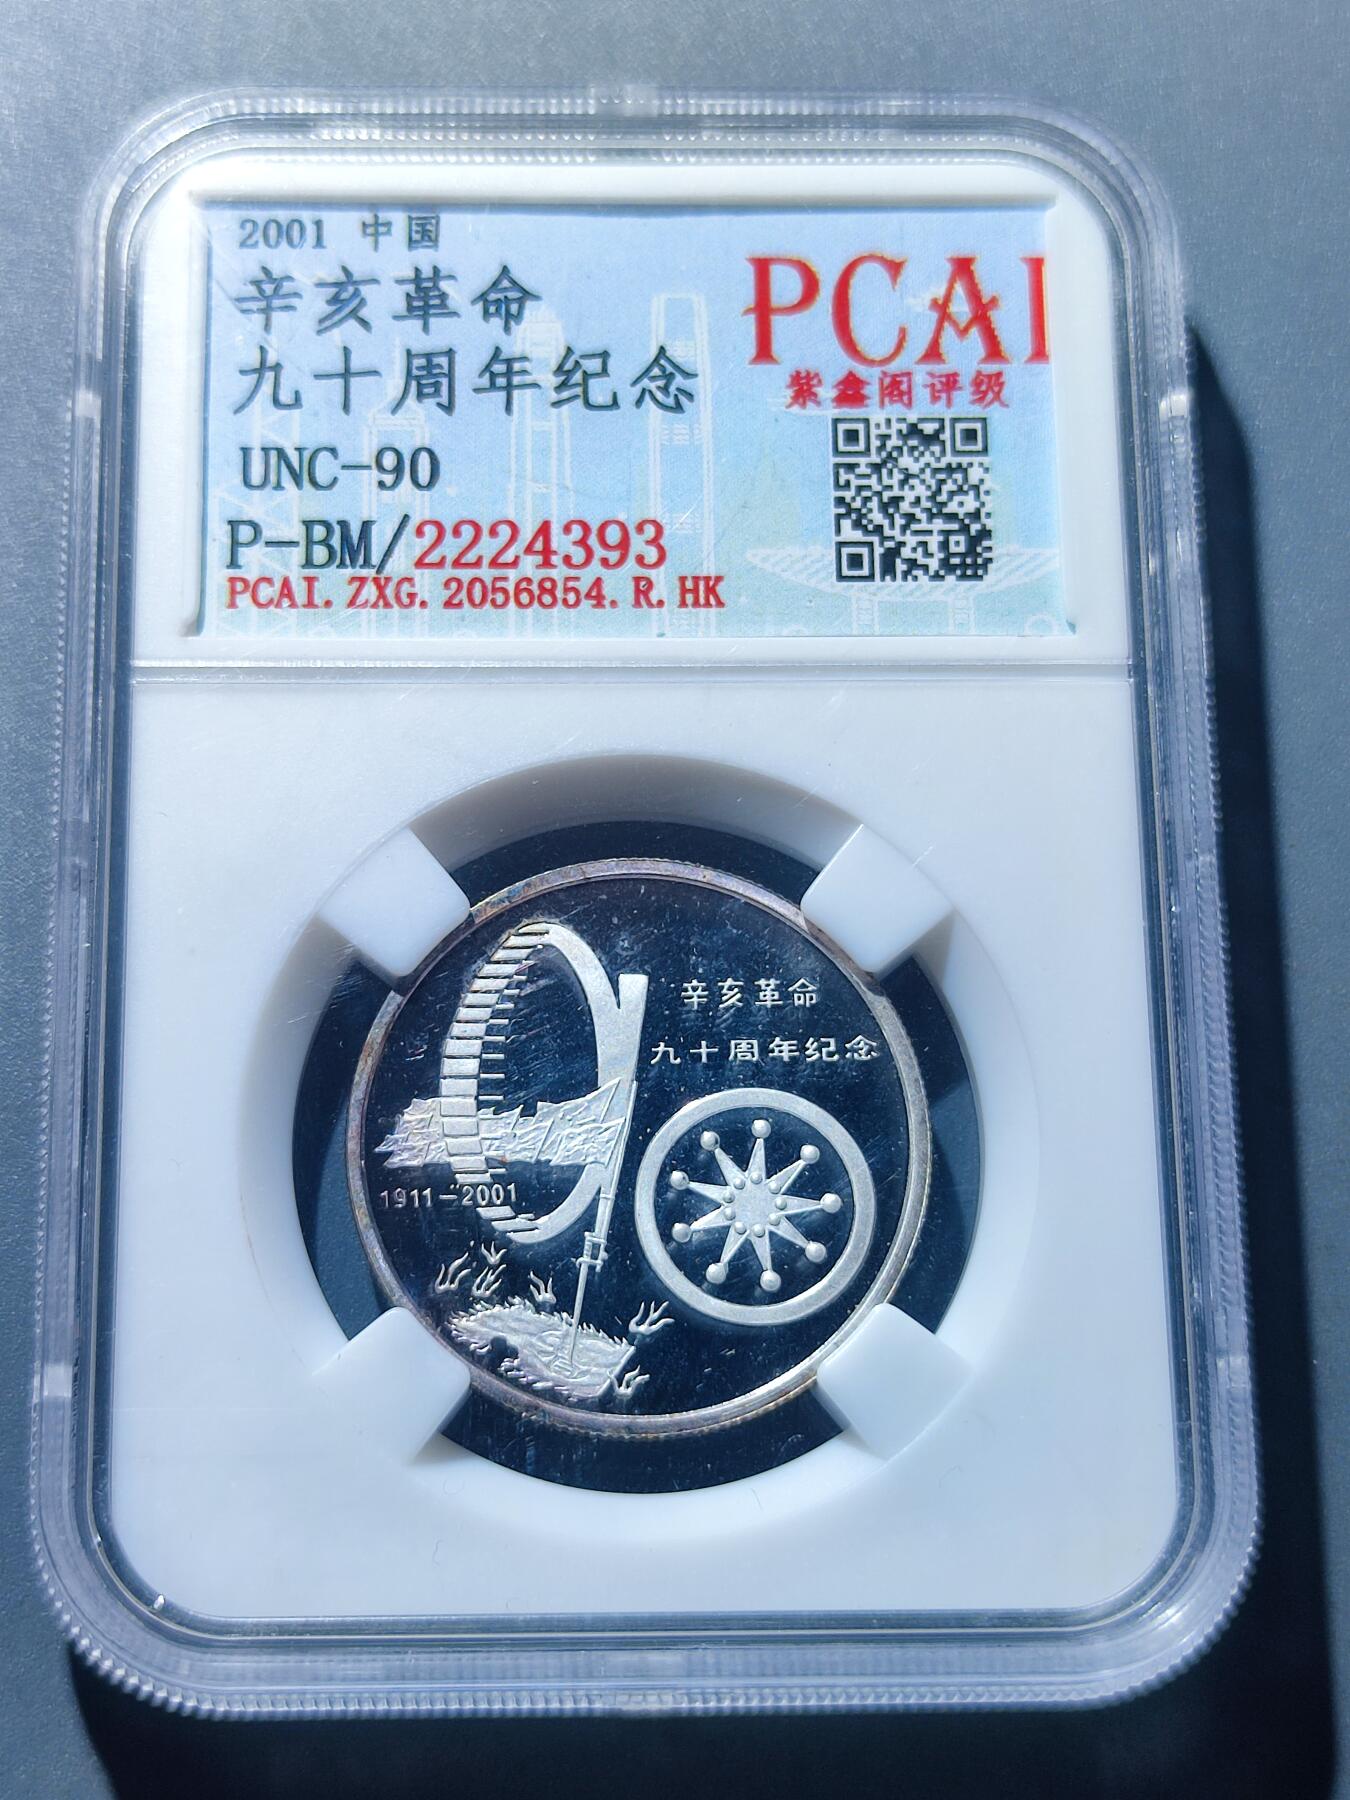 2001 中国
辛亥革命
九十周年纪念
UNC-90
P-BM/2224393
PCAI.ZXG.2056854.R.HK
PCAI
紫鑫阁评级
辛亥革命
九十周年纪念
1911-2001